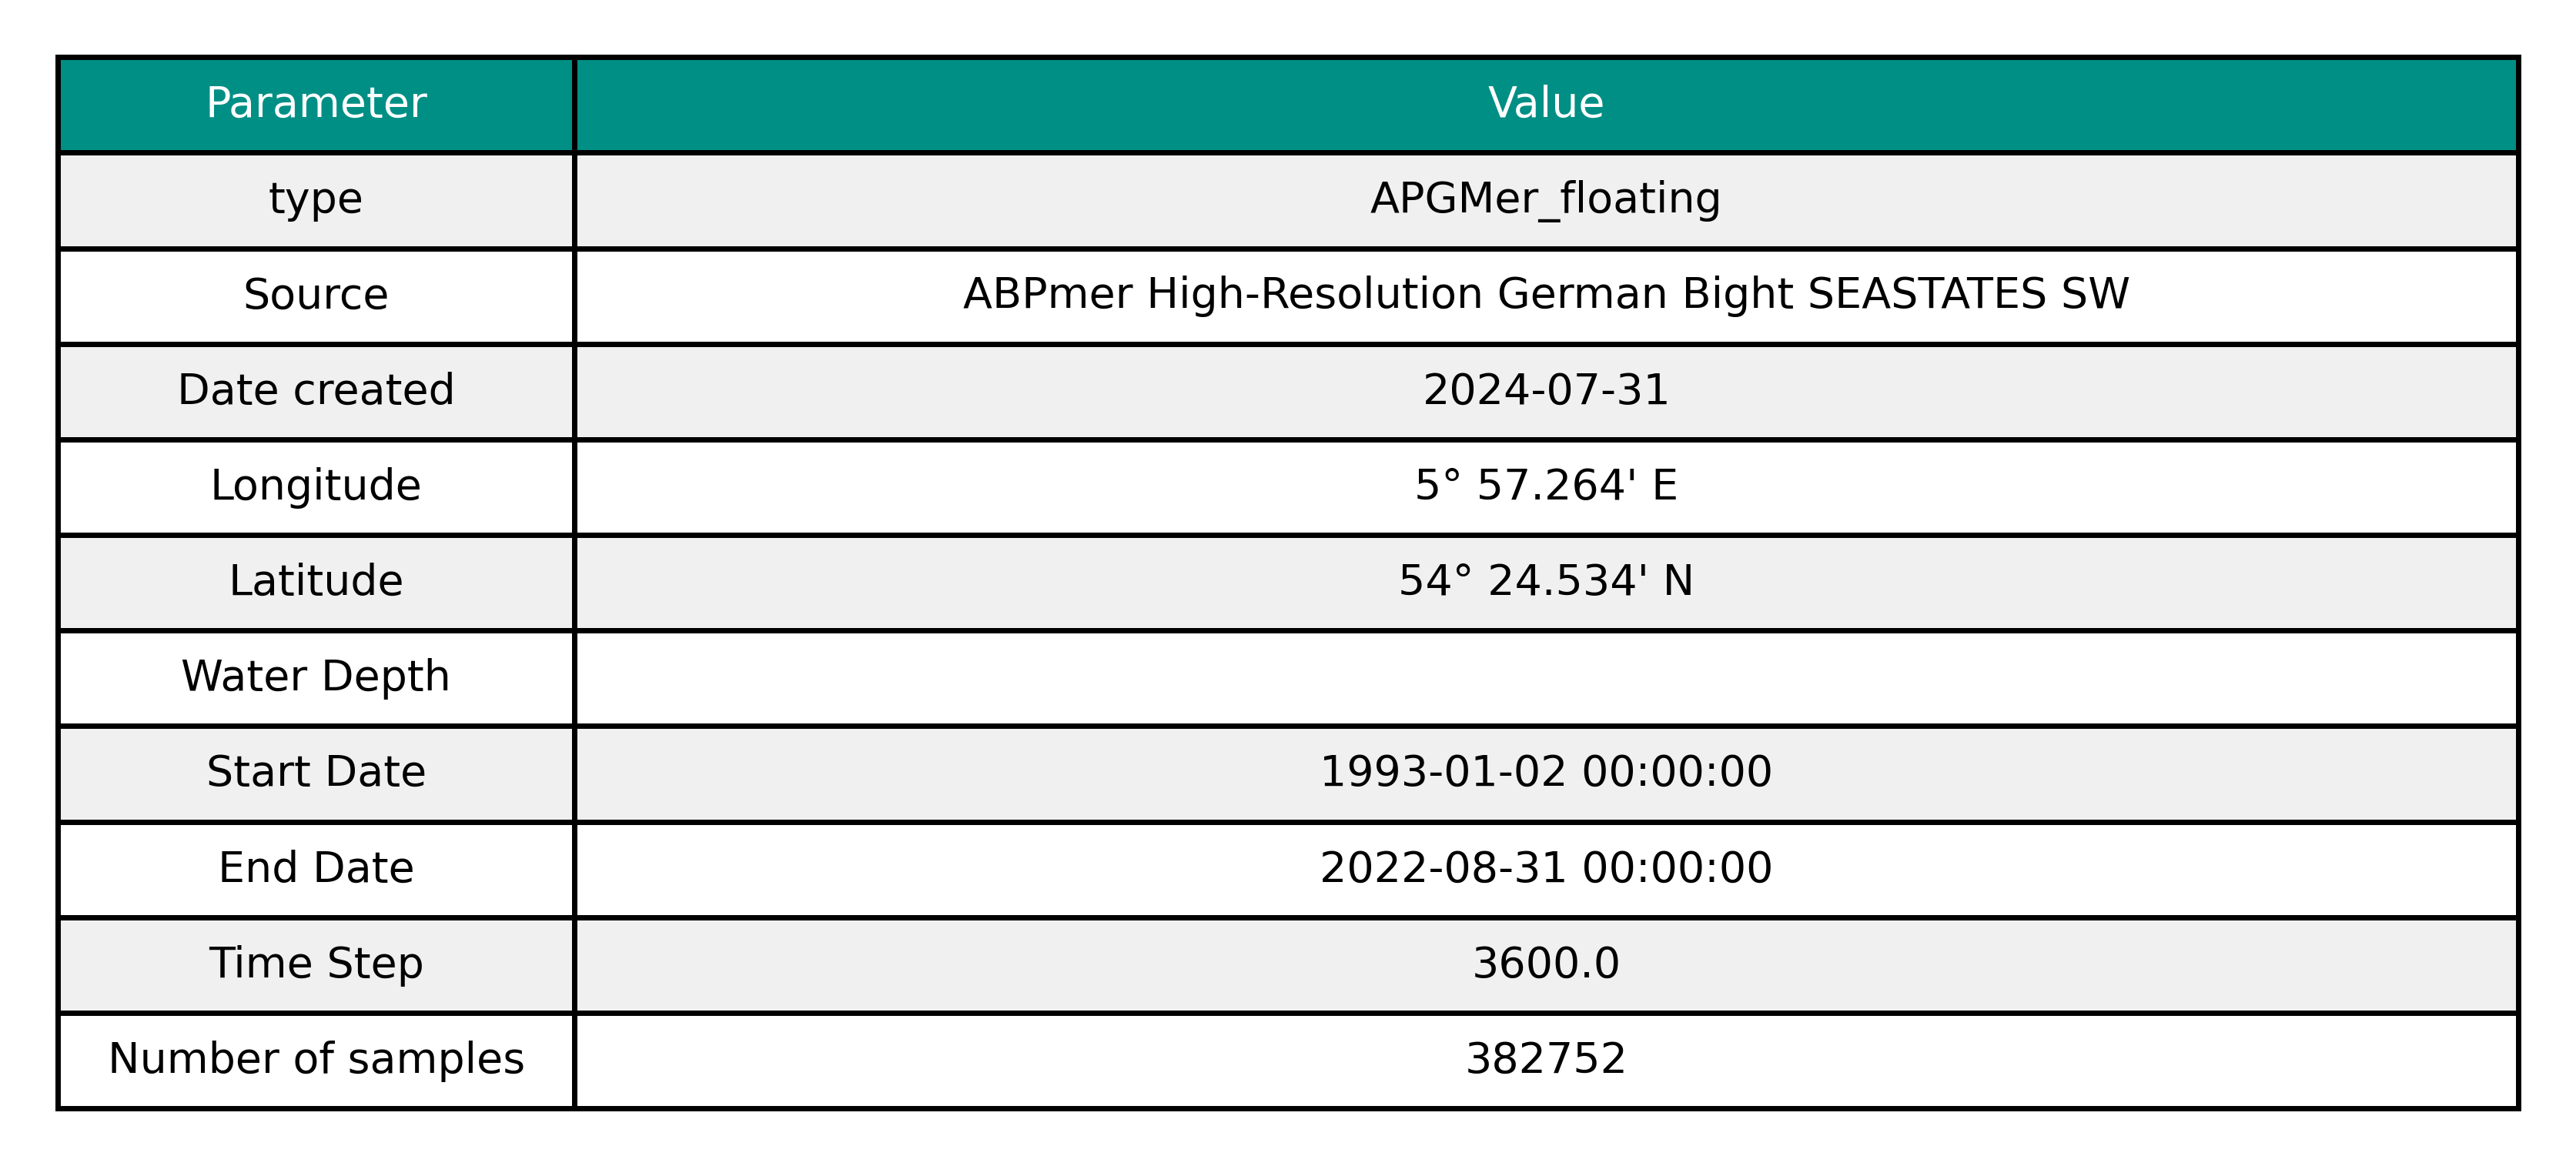 Parameter Value
type APGMer_floating
Source ABPmer High-Resolution German Bight SEASTATES SW
Date created 2024-07-31
Longitude 5° 57.264' E
Latitude 54° 24.534' N
Water Depth
Start Date 1993-01-02 00:00:00
End Date 2022-08-31 00:00:00
Time Step 3600.0
Number of samples 382752